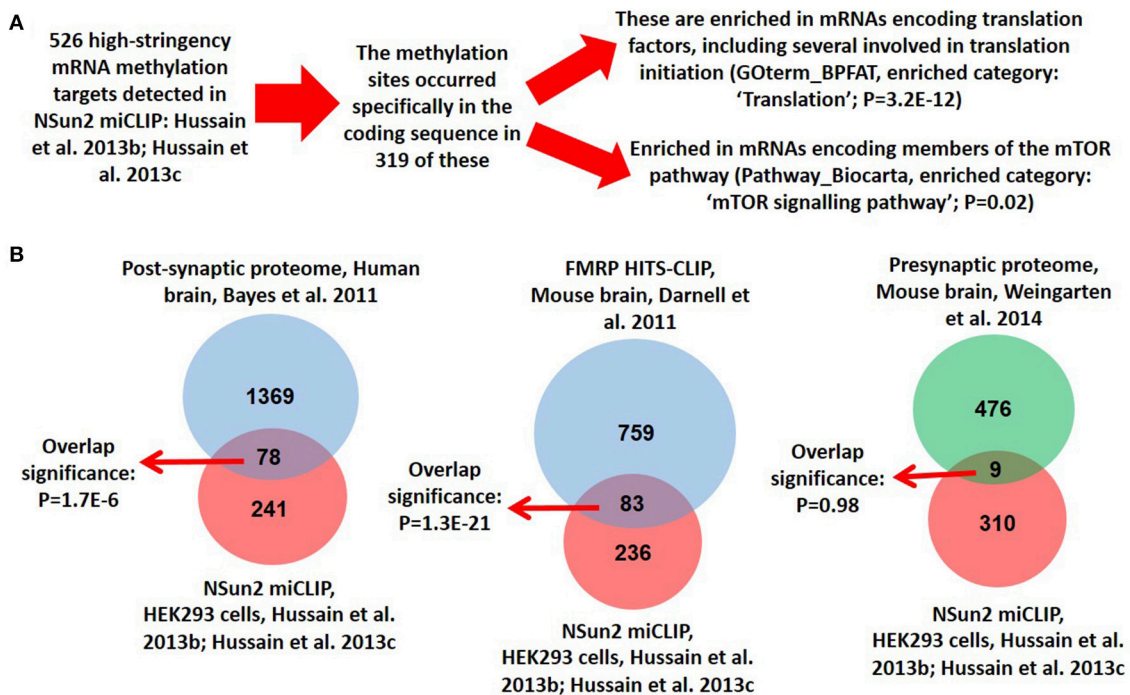 A
526 high-stringency
mRNA methylation
targets detected in
NSun2 miCLIP: Hussain
et al. 2013b; Hussain et
al. 2013c
The
methylation
sites occurred
specifically in the
coding sequence in
319 of these
These are enriched in mRNAs encoding translation
factors, including several involved in translation
initiation (GOterm_BPFAT, enriched category:
‘Translation’; P=3.2E-12)
Enriched in mRNAs encoding members of the mTOR
pathway (Pathway_Biocarta, enriched category:
‘mTOR signalling pathway’; P=0.02)
B
Post-synaptic proteome, Human
brain, Bayes et al. 2011
1369
78
241
Overlap
significance:
P=1.7E-6
NSun2 miCLIP,
HEK293 cells, Hussain et al.
2013b; Hussain et al. 2013c
FMRP HITS-CLIP,
Mouse brain, Darnell et
al. 2011
759
83
236
Overlap
significance:
P=1.3E-21
NSun2 miCLIP,
HEK293 cells, Hussain et al.
2013b; Hussain et al. 2013c
Presynaptic proteome,
Mouse brain, Weingarten
et al. 2014
476
9
310
Overlap
significance:
P=0.98
NSun2 miCLIP,
HEK293 cells, Hussain et al.
2013b; Hussain et al. 2013c